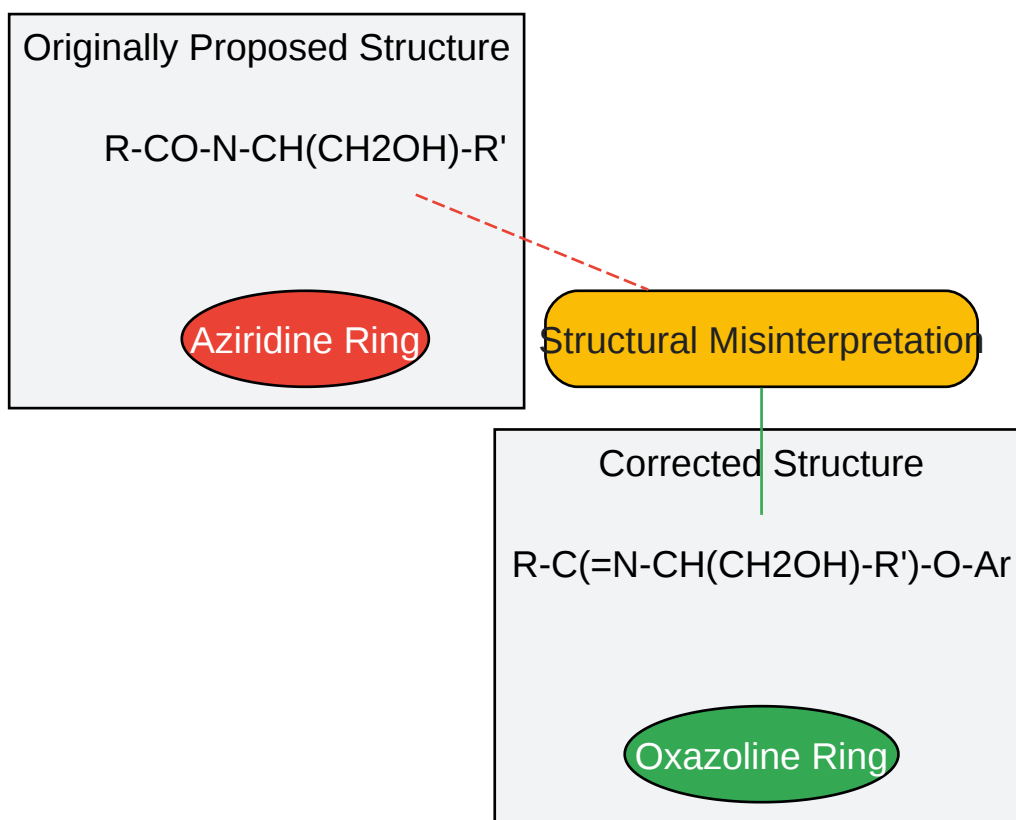 Originally Proposed Structure
R-CO-N-CH(CH2OH)-R'
Aziridine Ring
Structural Misinterpretation
Corrected Structure
R-C(=N-CH(CH2OH)-R')-O-Ar
Oxazoline Ring